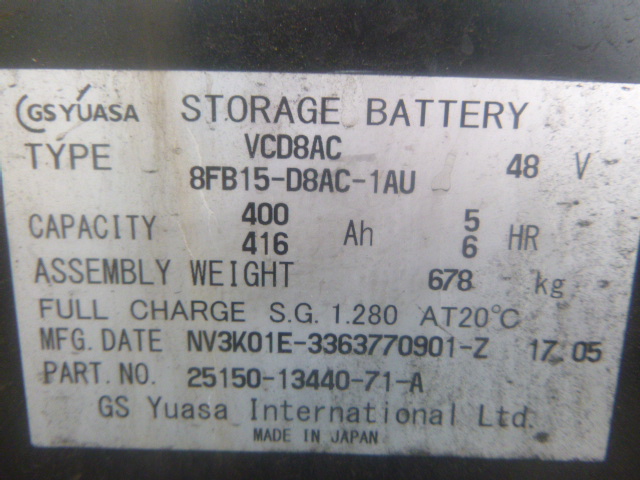 GS YUASA STORAGE BATTERY
TYPE VCD8AC 48 V
8FB15-D8AC-1AU
CAPACITY 400 Ah 5 HR
416 6
ASSEMBLY WEIGHT 678 kg
FULL CHARGE S.G. 1.280 AT20°C
MFG. DATE NV3K01E-3363770901-Z 17.05
PART. NO. 25150-13440-71-A
GS Yuasa International Ltd.
MADE IN JAPAN